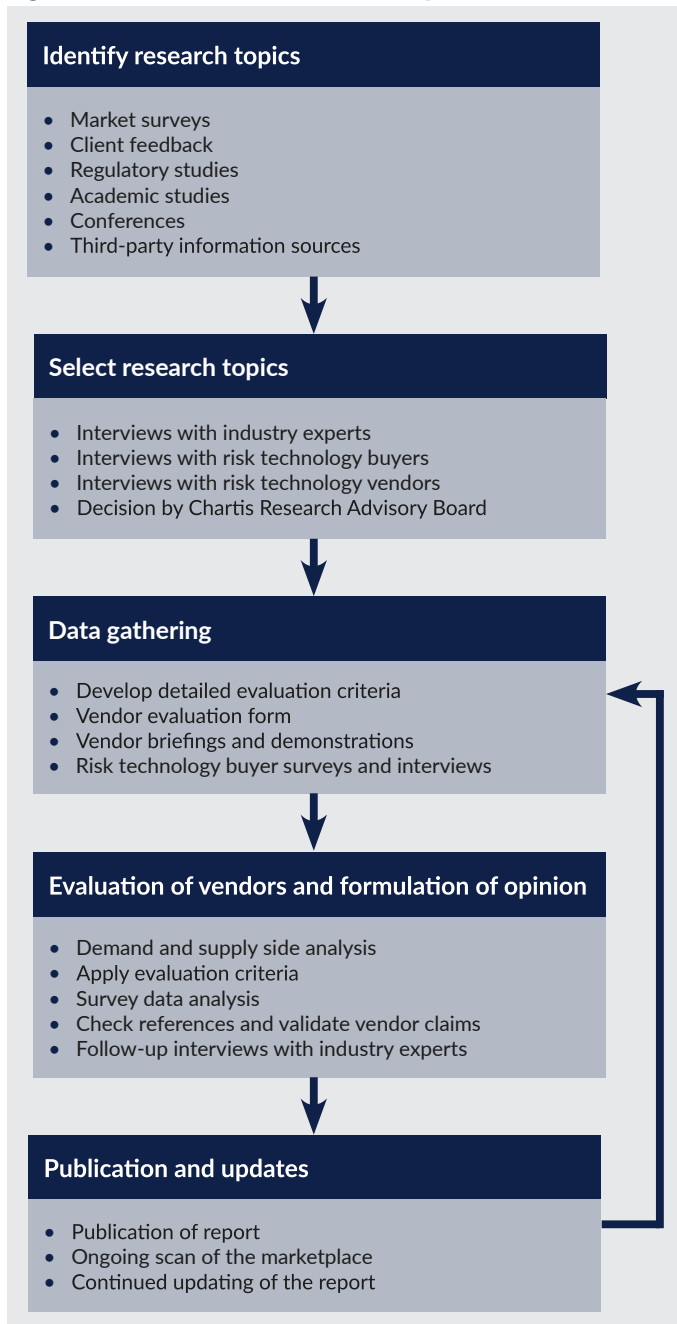 Identify research topics
• Market surveys
• Client feedback
• Regulatory studies
• Academic studies
• Conferences
• Third-party information sources
Select research topics
• Interviews with industry experts
• Interviews with risk technology buyers
• Interviews with risk technology vendors
• Decision by Chartis Research Advisory Board
Data gathering
• Develop detailed evaluation criteria
• Vendor evaluation form
• Vendor briefings and demonstrations
• Risk technology buyer surveys and interviews
Evaluation of vendors and formulation of opinion
• Demand and supply side analysis
• Apply evaluation criteria
• Survey data analysis
• Check references and validate vendor claims
• Follow-up interviews with industry experts
Publication and updates
• Publication of report
• Ongoing scan of the marketplace
• Continued updating of the report